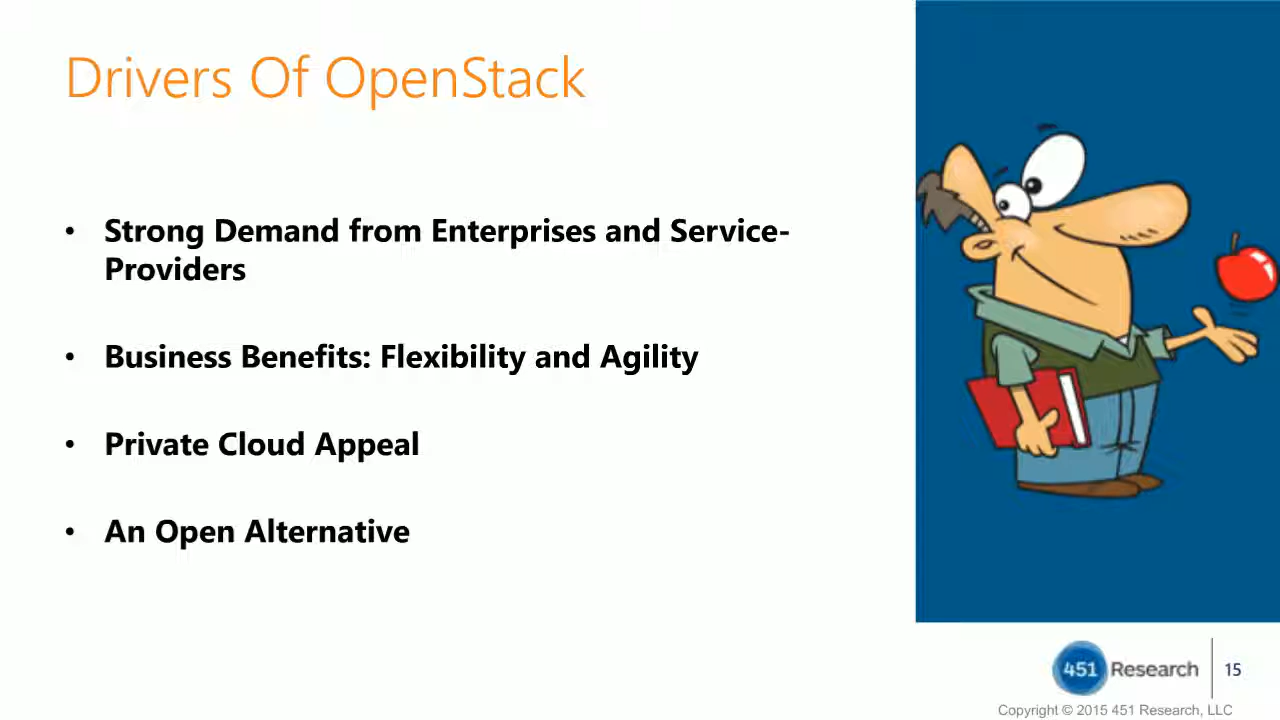 Drivers Of OpenStack
• Strong Demand from Enterprises and Service-
Providers
• Business Benefits: Flexibility and Agility
• Private Cloud Appeal
• An Open Alternative
451 Research
15
Copyright © 2015 451 Research, LLC